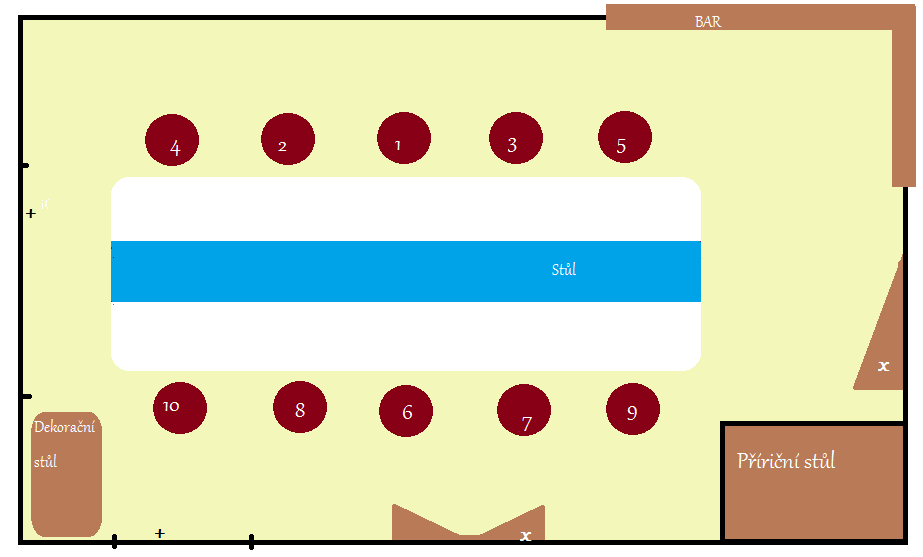 BAR
4
2
1
3
5
+
Stůl
x
10
8
6
7
9
Dekorační
stůl
Příriční stůl
+
x